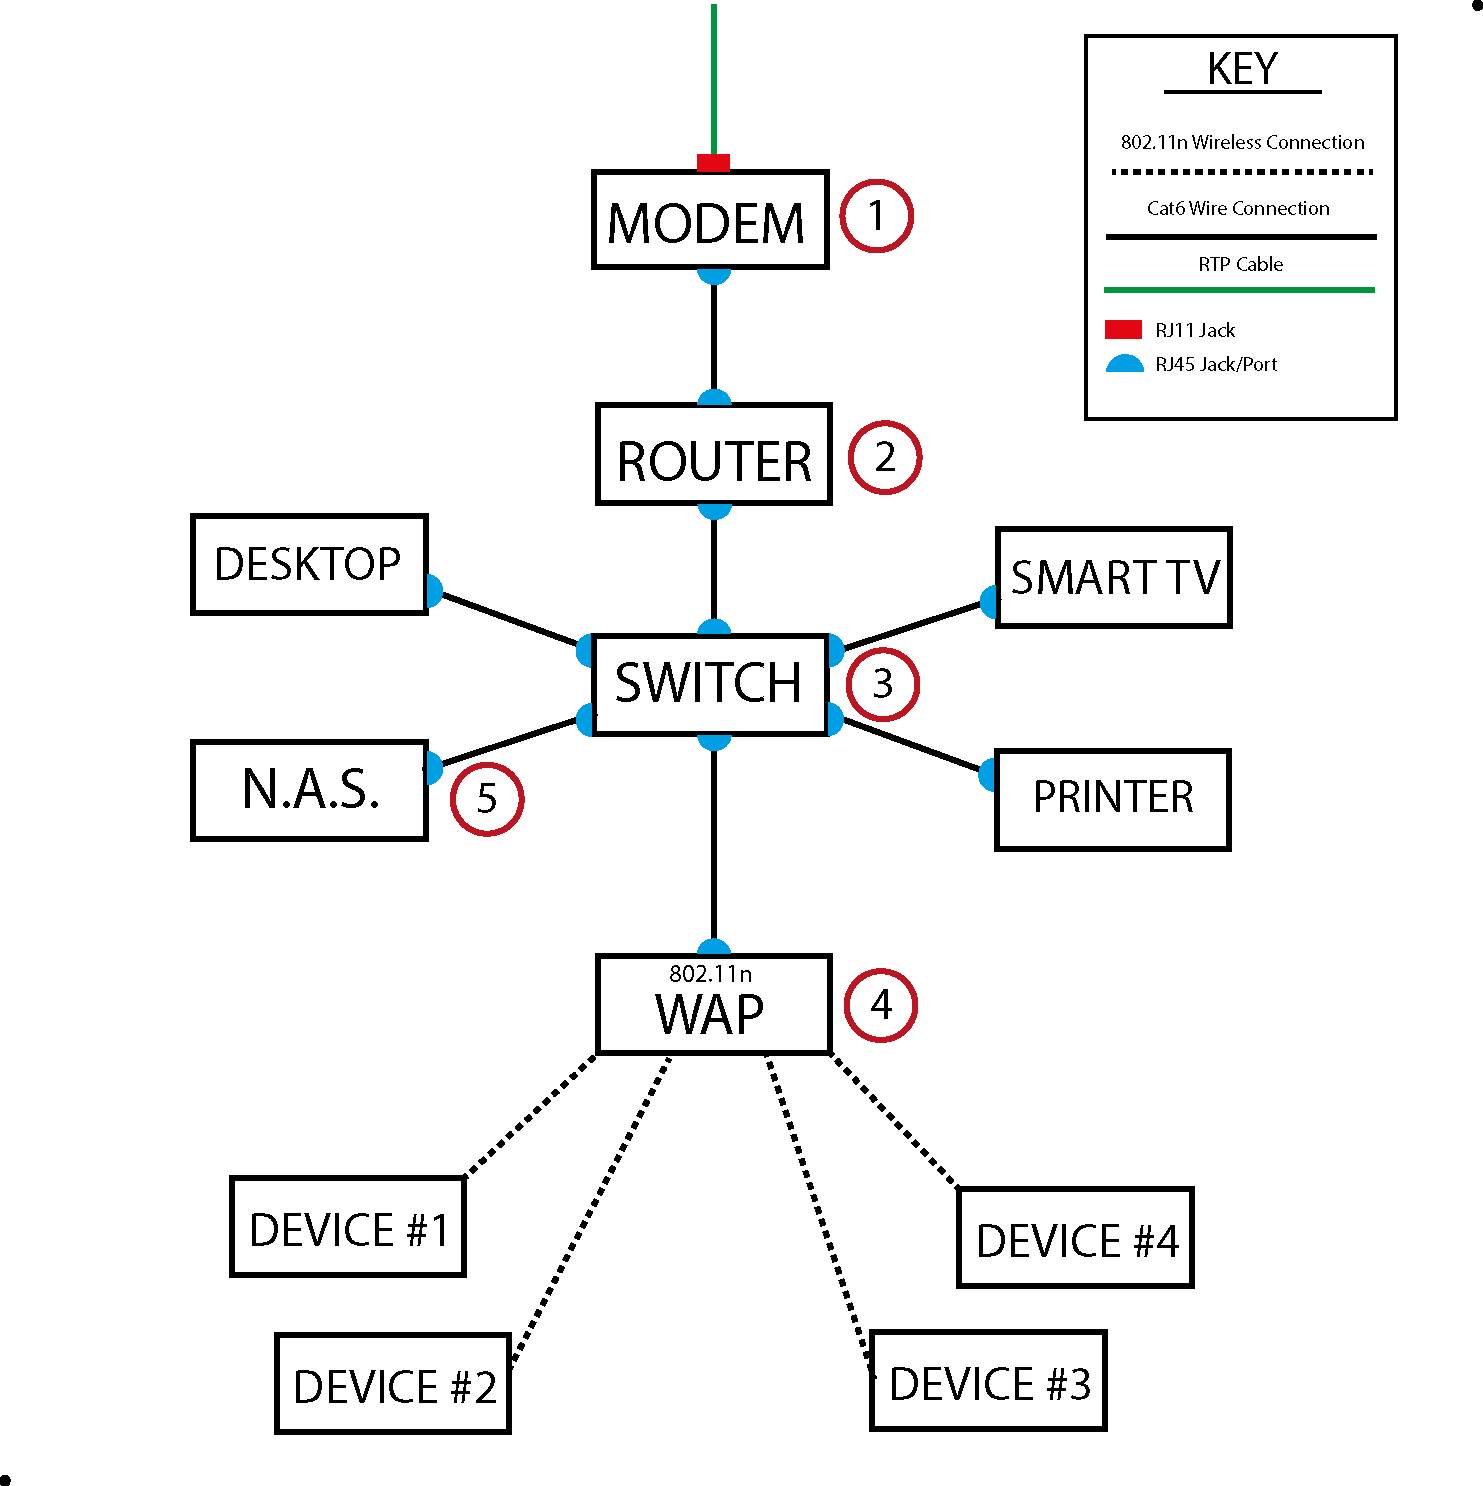 KEY
802.11n Wireless Connection
Cat6 Wire Connection
RTP Cable
RJ11 Jack
RJ45 Jack/Port
MODEM
1
ROUTER
2
DESKTOP
SMART TV
SWITCH
3
N.A.S.
5
PRINTER
802.11n
WAP
4
DEVICE #1
DEVICE #4
DEVICE #2
DEVICE #3